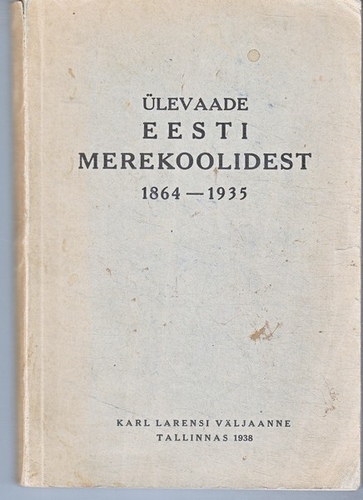 ÜLEVAADE
EESTI
MEREKOOLIDEST
1864 — 1935
KARL LARENSI VÄLJAANNE
TALLINNAS 1938